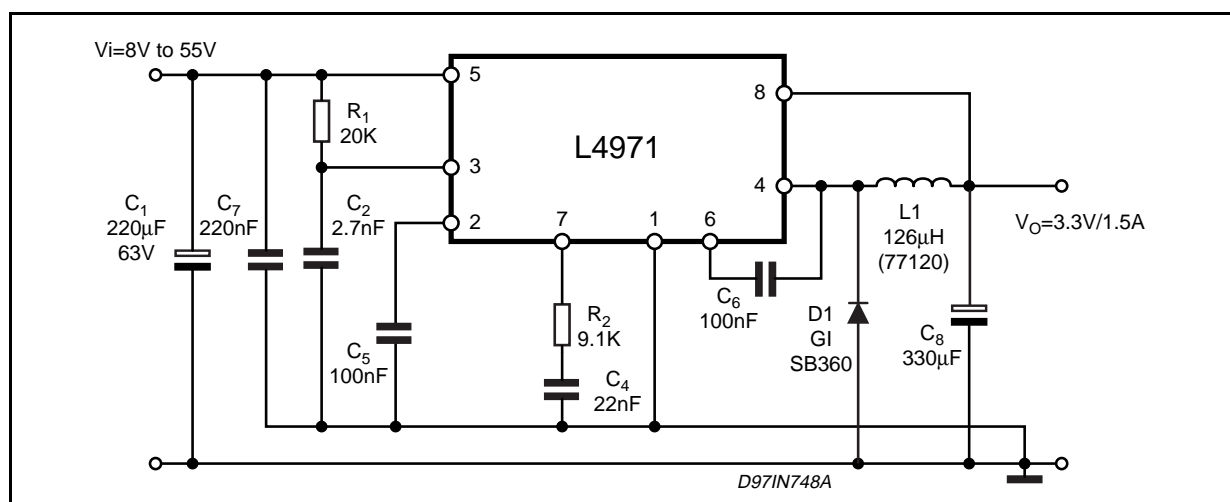 Vi=8V to 55V
5
8
R1
20K
L4971
3
4
C1
220μF
63V
C7
220nF
C2
2.7nF
2
7
1
6
L1
126μH
(77120)
VO=3.3V/1.5A
C5
100nF
R2
9.1K
C4
22nF
C6
100nF
D1
GI
SB360
C8
330μF
D97IN748A